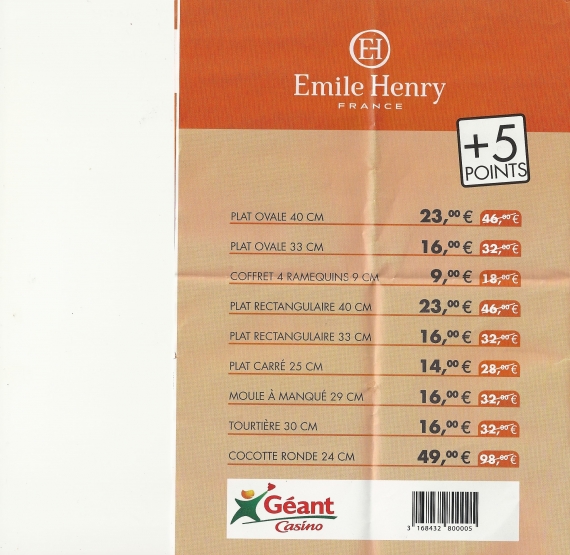 EH
Emile Henry
FRANCE
+5
POINTS
PLAT OVALE 40 CM 23,00 € 46,00 €
PLAT OVALE 33 CM 16,00 € 32,00 €
COFFRET 4 RAMEQUINS 9 CM 9,00 € 18,00 €
PLAT RECTANGULAIRE 40 CM 23,00 € 46,00 €
PLAT RECTANGULAIRE 33 CM 16,00 € 32,00 €
PLAT CARRÉ 25 CM 14,00 € 28,00 €
MOULE À MANQUÉ 29 CM 16,00 € 32,00 €
TOURTIÈRE 30 CM 16,00 € 32,00 €
COCOTTE RONDE 24 CM 49,00 € 98,00 €
Géant
Casino
3 168432 800005